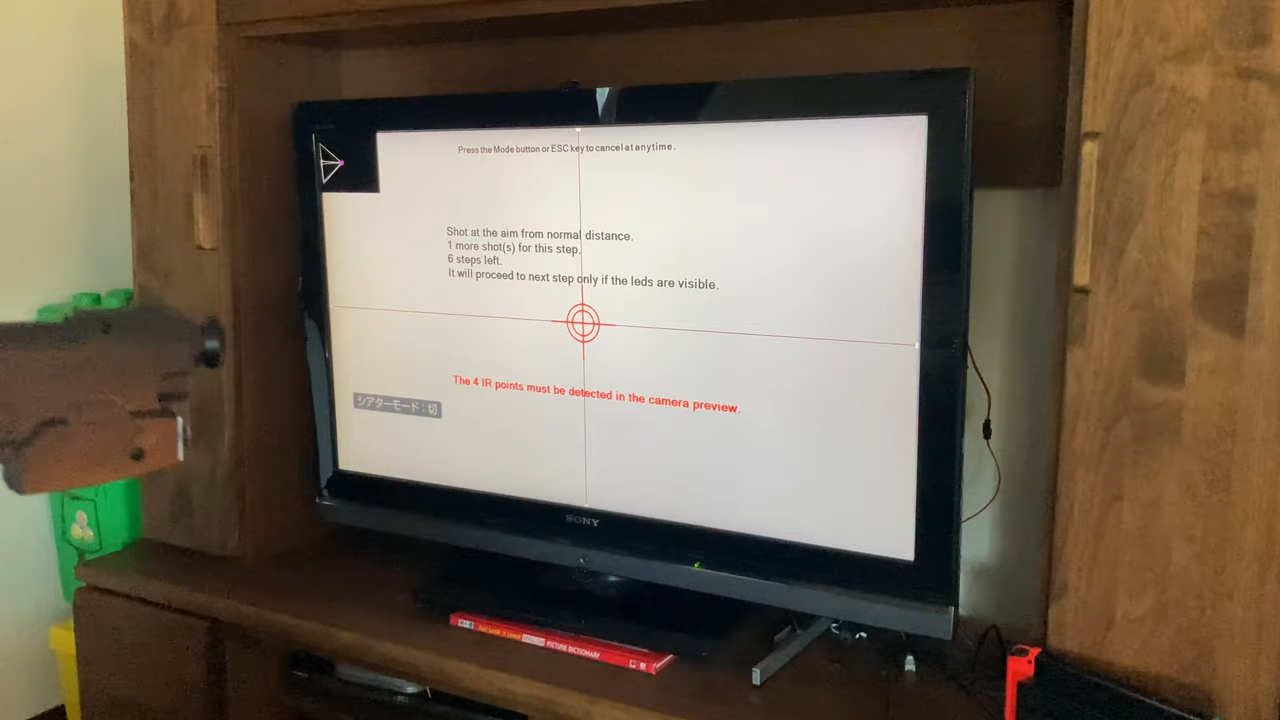 Press the Mode button or ESC key to cancel at anytime.
Shot at the aim from normal distance.
1 more shot(s) for this step.
6 steps left.
It will proceed to next step only if the leds are visible.
The 4 IR points must be detected in the camera preview.
シアターモード：切
SONY
PICTURE DICTIONARY